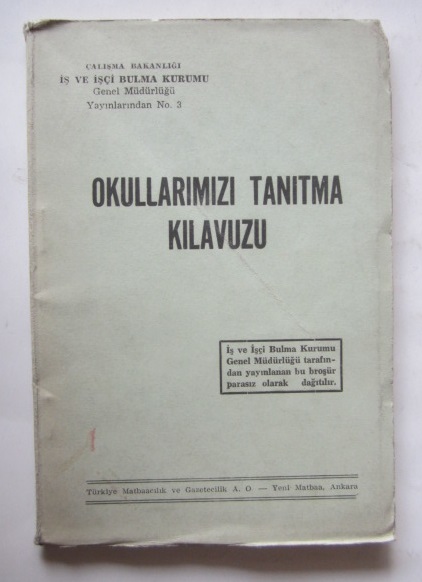 ÇALIŞMA BAKANLIĞI
İŞ VE İŞÇİ BULMA KURUMU
Genel Müdürlüğü
Yayınlarından No. 3
OKULLARIMIZI TANITMA
KILAVUZU
İş ve İşçi Bulma Kurumu
Genel Müdürlüğü tarafın-
dan yayınlanan bu broşür
parasız olarak dağıtılır.
Türkiye Matbaacılık ve Gazetecilik A. O. — Yeni Matbaa, Ankara